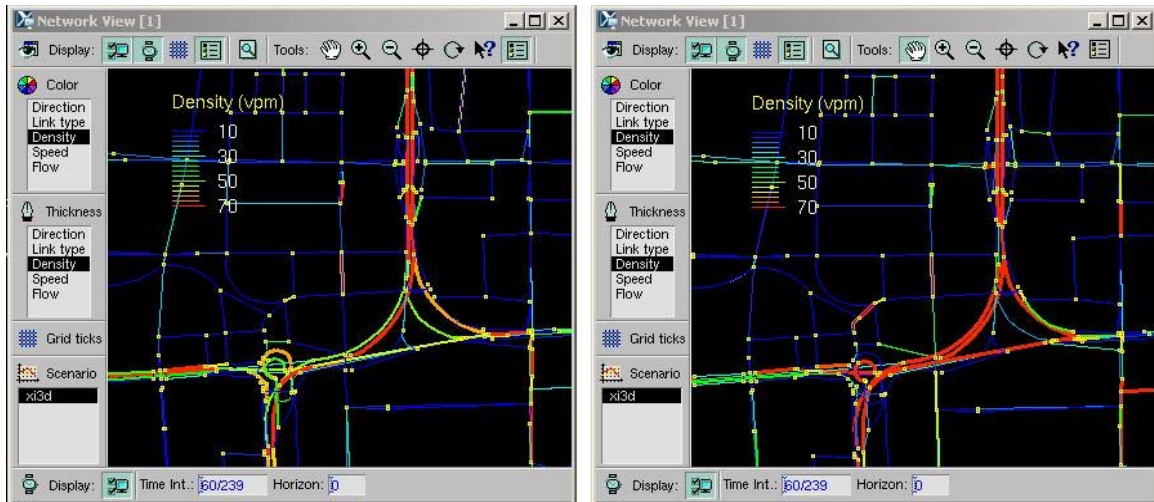 Network View [1]
Display: Tools:
Color
Direction
Link type
Density
Speed
Flow
Thickness
Direction
Link type
Density
Speed
Flow
Grid ticks
Scenario
xi3d
Density (vpm)
10
30
50
70
Display: Time Int.: 60/239 Horizon: 0
Network View [1]
Display: Tools:
Color
Direction
Link type
Density
Speed
Flow
Thickness
Direction
Link type
Density
Speed
Flow
Grid ticks
Scenario
xi3d
Density (vpm)
10
30
50
70
Display: Time Int.: 60/239 Horizon: 0